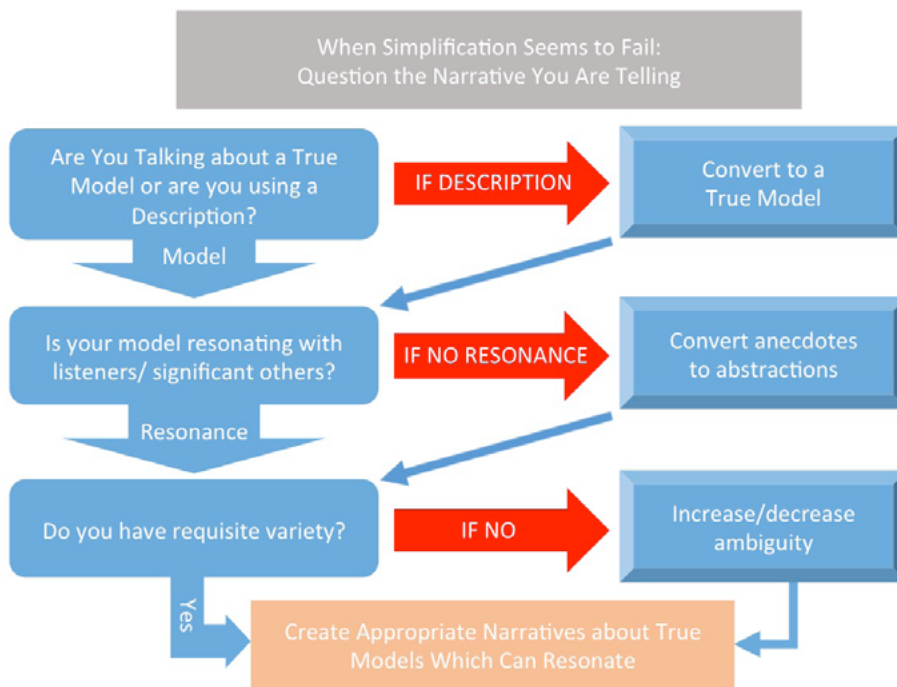 When Simplification Seems to Fail:
Question the Narrative You Are Telling
Are You Talking about a True
Model or are you using a
Description?
IF DESCRIPTION
Convert to a
True Model
Model
Is your model resonating with
listeners/ significant others?
IF NO RESONANCE
Convert anecdotes
to abstractions
Resonance
Do you have requisite variety?
IF NO
Increase/decrease
ambiguity
Yes
Create Appropriate Narratives about True
Models Which Can Resonate